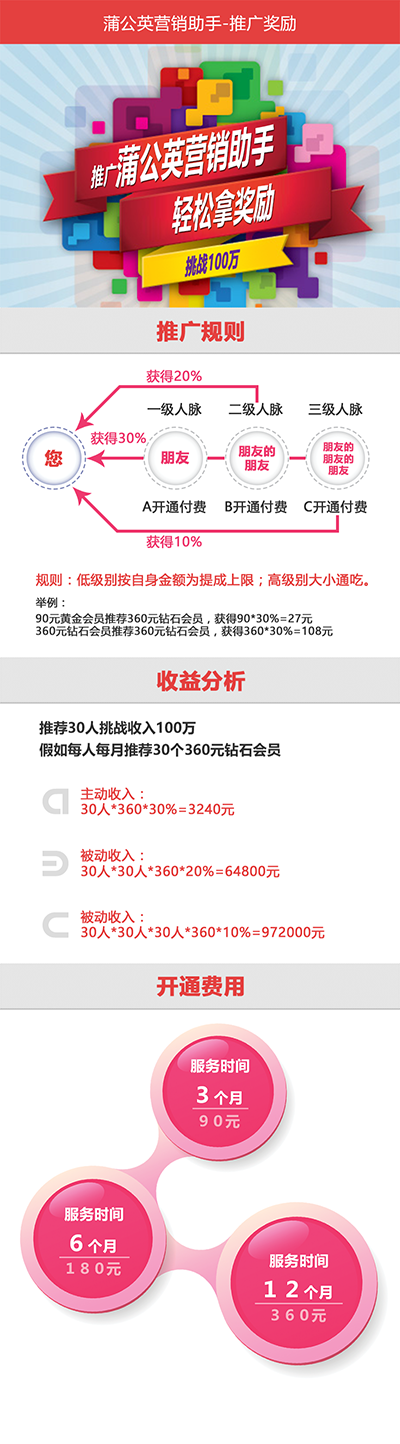 蒲公英营销助手-推广奖励
推广蒲公英营销助手
轻松拿奖励
挑战100万
推广规则
获得20%
一级人脉 二级人脉 三级人脉
获得30%
您 朋友 朋友的
朋友 朋友的
朋友的
朋友
A开通付费 B开通付费 C开通付费
获得10%
规则：低级别按自身金额为提成上限；高级别大小通吃。
举例：
90元黄金会员推荐360元钻石会员，获得90*30%=27元
360元钻石会员推荐360元钻石会员，获得360*30%=108元
收益分析
推荐30人挑战收入100万
假如每人每月推荐30个360元钻石会员
a 主动收入：
30人*360*30%=3240元
被动收入：
30人*30人*360*20%=64800元
C 被动收入：
30人*30人*30人*360*10%=972000元
开通费用
服务时间
3个月
90元
服务时间
6个月
180元
服务时间
12个月
360元